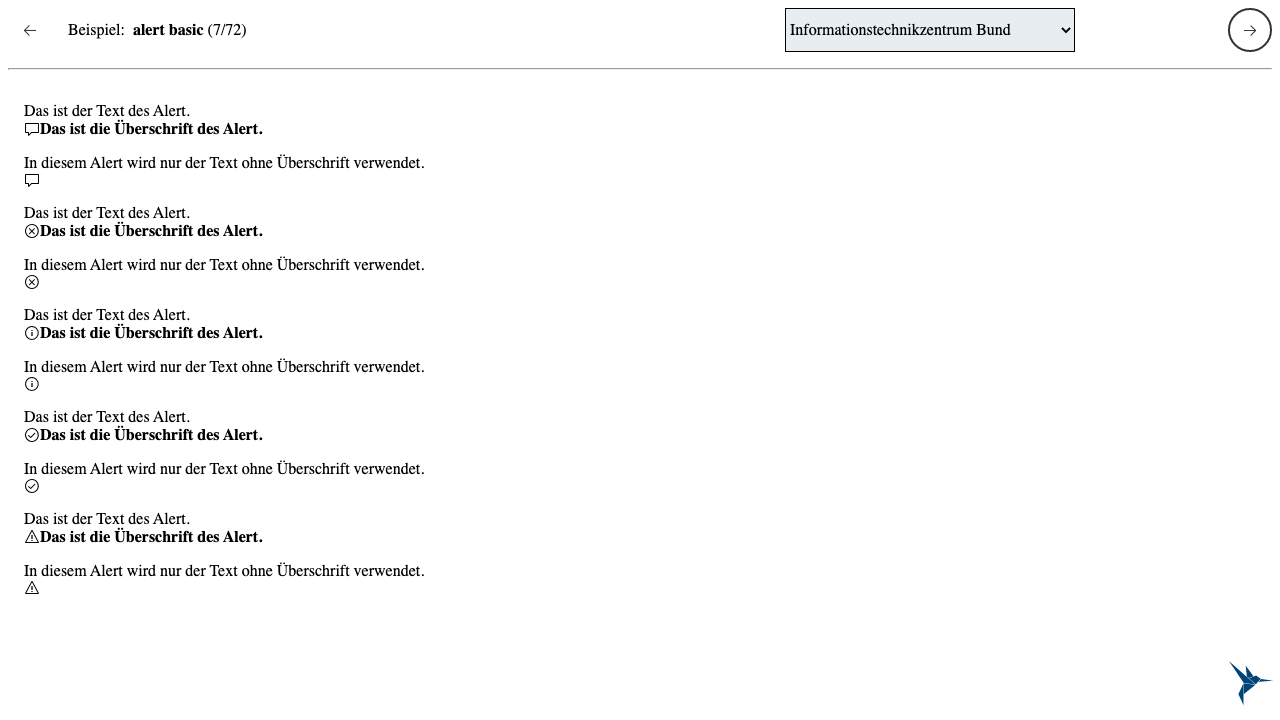 Beispiel: alert basic (7/72)
Informationstechnikzentrum Bund
Das ist der Text des Alert.
Das ist die Überschrift des Alert.
In diesem Alert wird nur der Text ohne Überschrift verwendet.
Das ist der Text des Alert.
Das ist die Überschrift des Alert.
In diesem Alert wird nur der Text ohne Überschrift verwendet.
Das ist der Text des Alert.
Das ist die Überschrift des Alert.
In diesem Alert wird nur der Text ohne Überschrift verwendet.
Das ist der Text des Alert.
Das ist die Überschrift des Alert.
In diesem Alert wird nur der Text ohne Überschrift verwendet.
Das ist der Text des Alert.
Das ist die Überschrift des Alert.
In diesem Alert wird nur der Text ohne Überschrift verwendet.